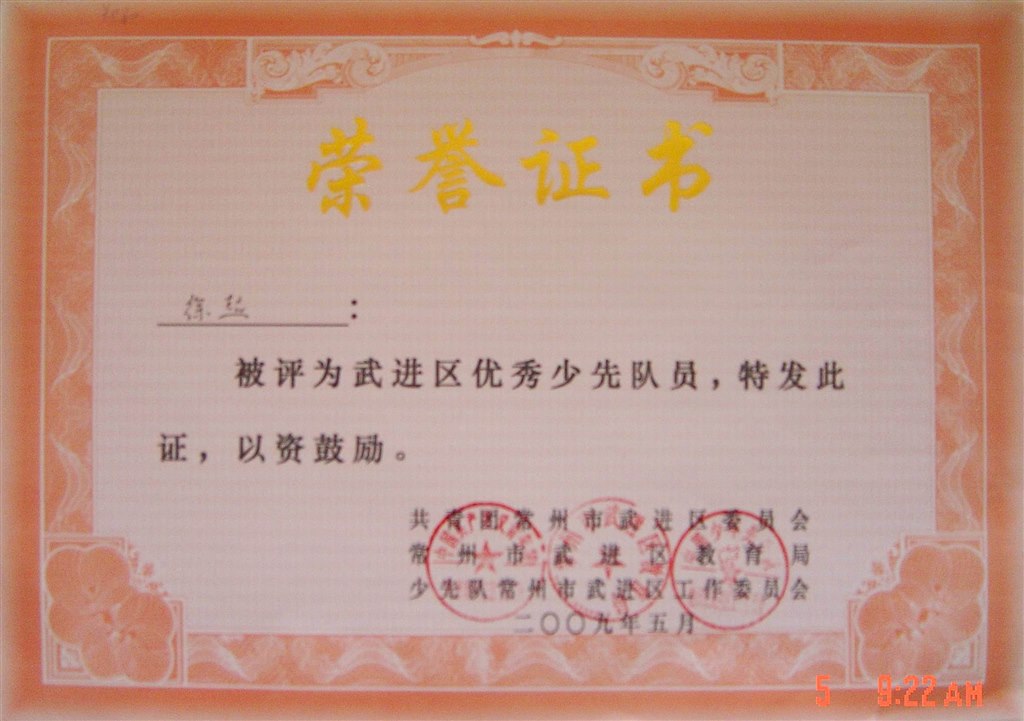 荣誉证书
徐 :
被评为武进区优秀少先队员，特发此
证，以资鼓励。
共青团常州市武进区委员会
常州市武进区教育局
少先队常州市武进区工作委员会
二〇〇九年五月
5 9:22 AM